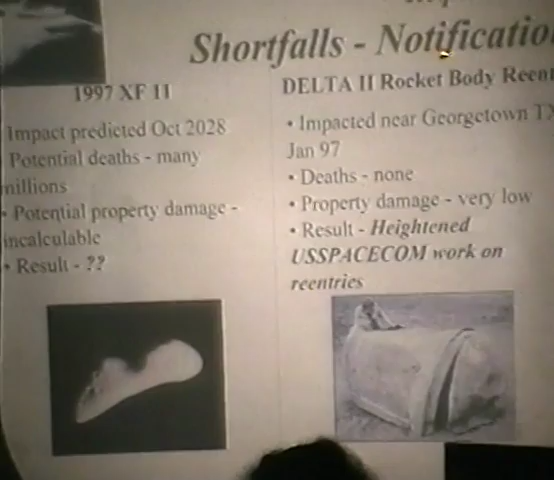 Shortfalls - Notificatio
1997 XF 11
Impact predicted Oct 2028
Potential deaths - many
millions
• Potential property damage -
incalculable
• Result - ??
DELTA II Rocket Body Reent
• Impacted near Georgetown TX
Jan 97
• Deaths - none
• Property damage - very low
• Result - Heightened
USSPACECOM work on
reentries